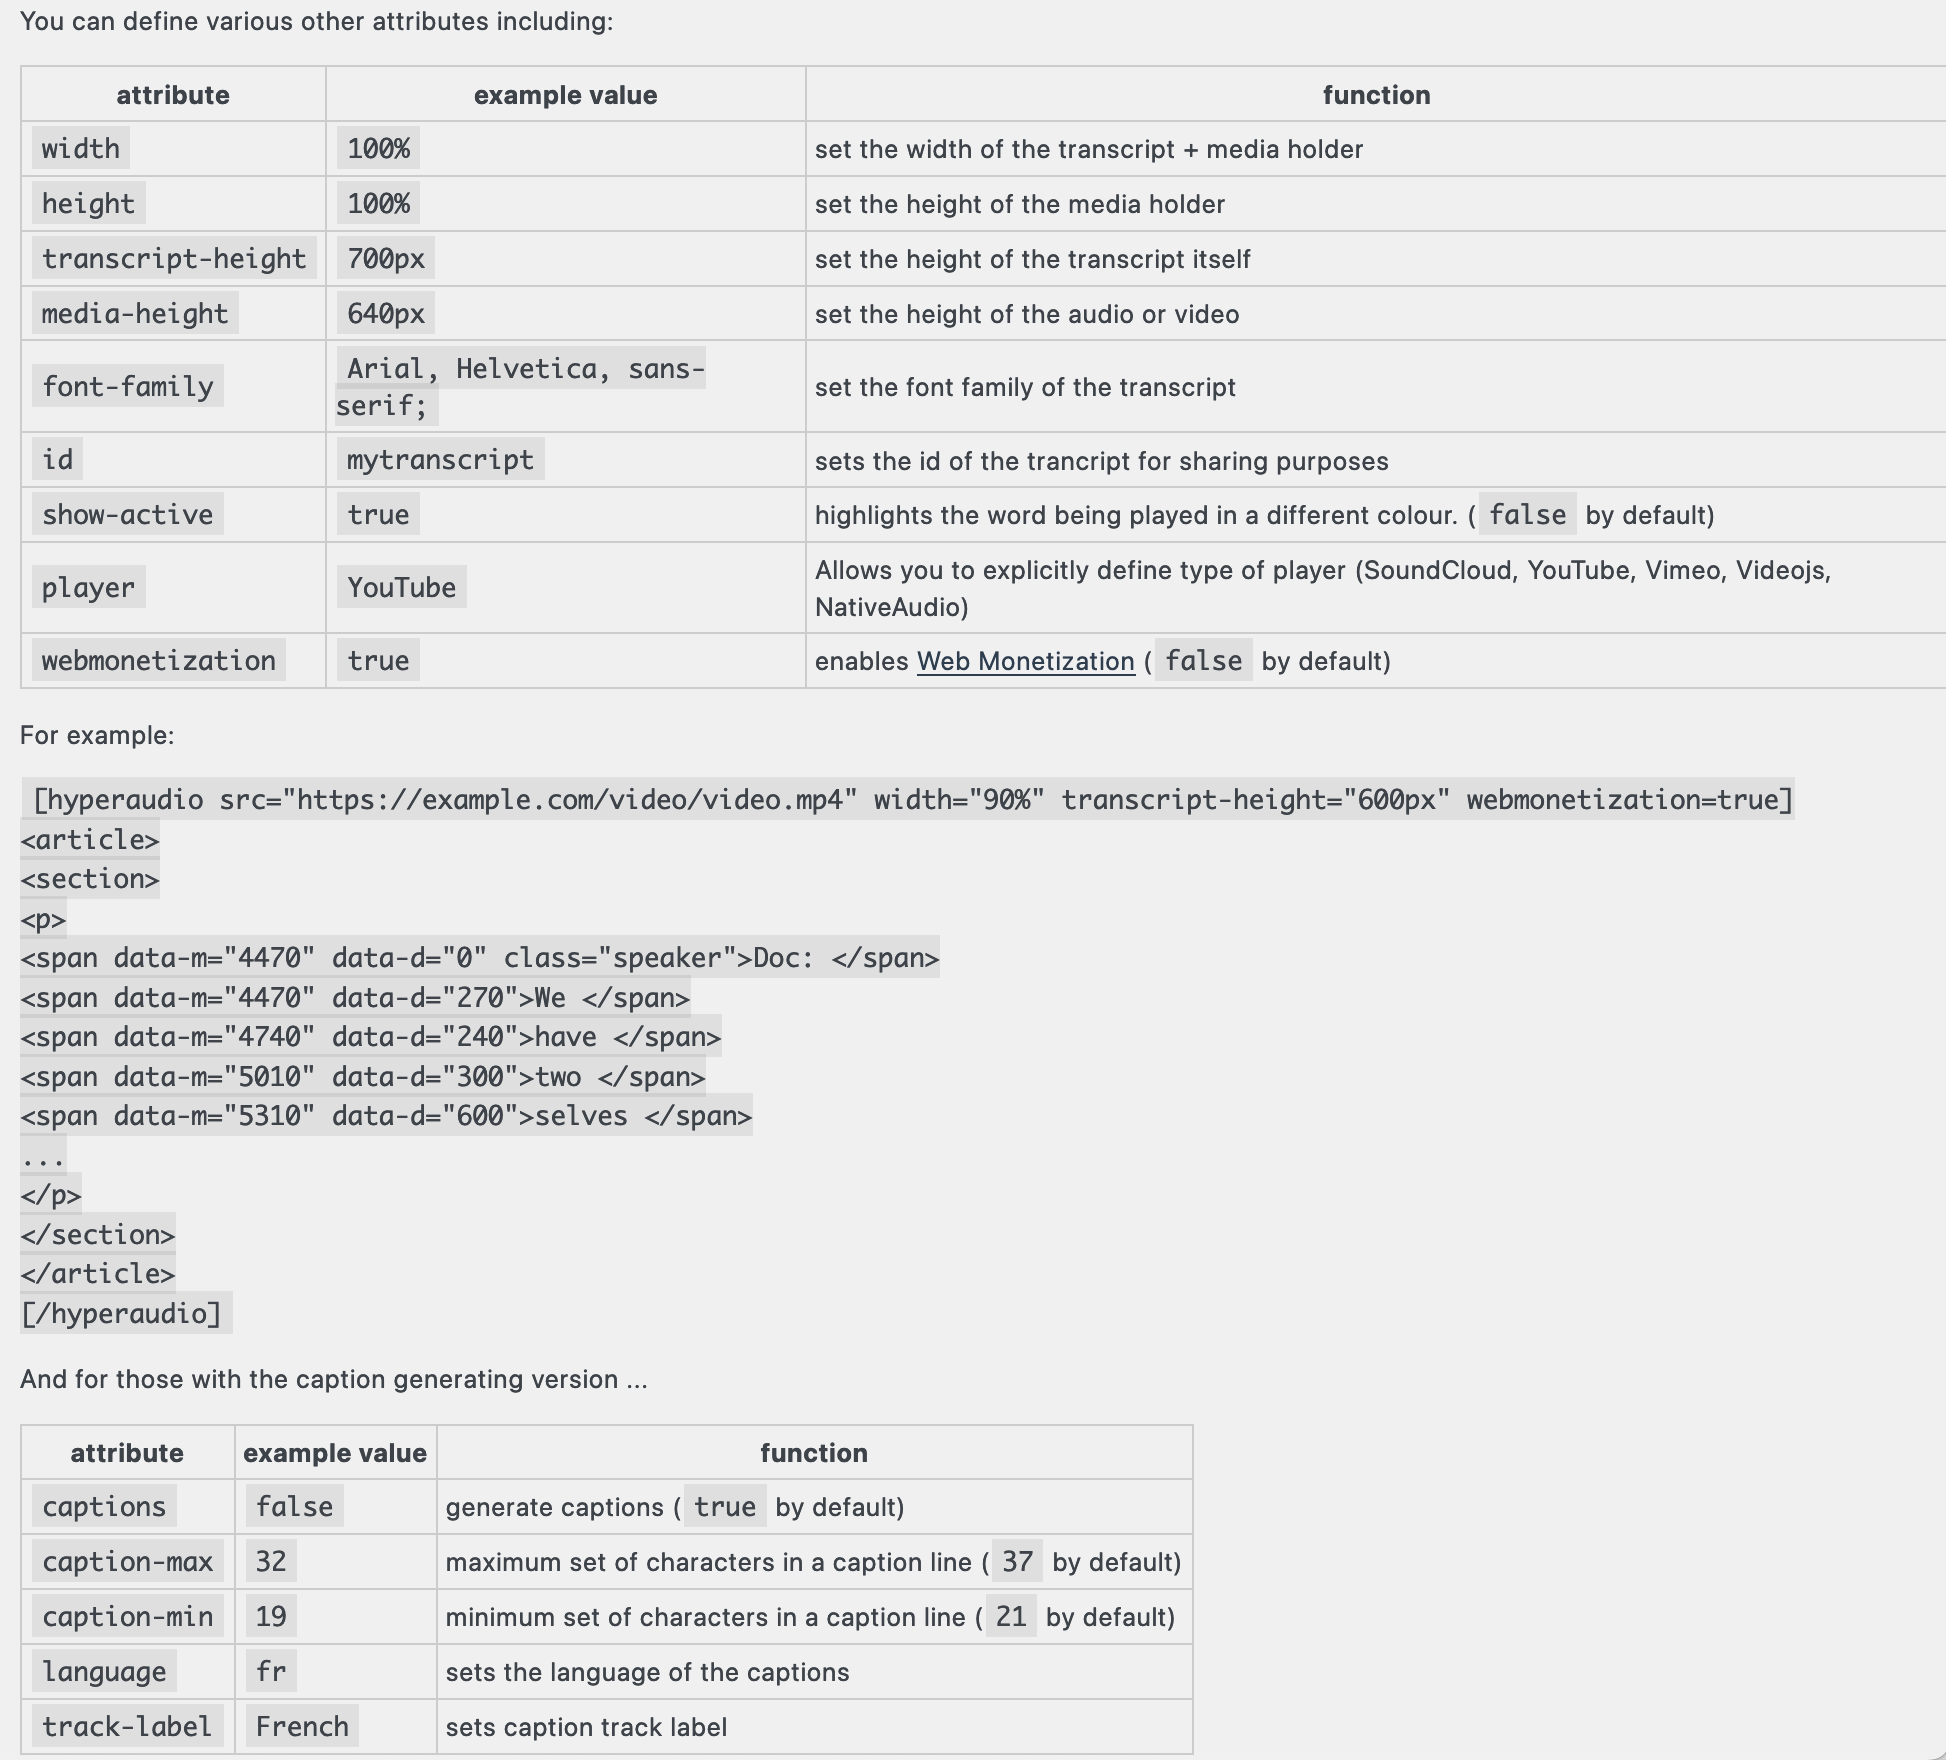 You can define various other attributes including:
attribute example value function
width 100% set the width of the transcript + media holder
height 100% set the height of the media holder
transcript-height 700px set the height of the transcript itself
media-height 640px set the height of the audio or video
font-family Arial, Helvetica, sans-
serif; set the font family of the transcript
id mytranscript sets the id of the trancript for sharing purposes
show-active true highlights the word being played in a different colour. ( false by default)
player YouTube Allows you to explicitly define type of player (SoundCloud, YouTube, Vimeo, Videojs,
NativeAudio)
webmonetization true enables Web Monetization ( false by default)
For example:
[hyperaudio src="https://example.com/video/video.mp4" width="90%" transcript-height="600px" webmonetization=true]
<article>
<section>
<p>
<span data-m="4470" data-d="0" class="speaker">Doc: </span>
<span data-m="4470" data-d="270">We </span>
<span data-m="4740" data-d="240">have </span>
<span data-m="5010" data-d="300">two </span>
<span data-m="5310" data-d="600">selves </span>
...
</p>
</section>
</article>
[/hyperaudio]
And for those with the caption generating version ...
attribute example value function
captions false generate captions ( true by default)
caption-max 32 maximum set of characters in a caption line ( 37 by default)
caption-min 19 minimum set of characters in a caption line ( 21 by default)
language fr sets the language of the captions
track-label French sets caption track label